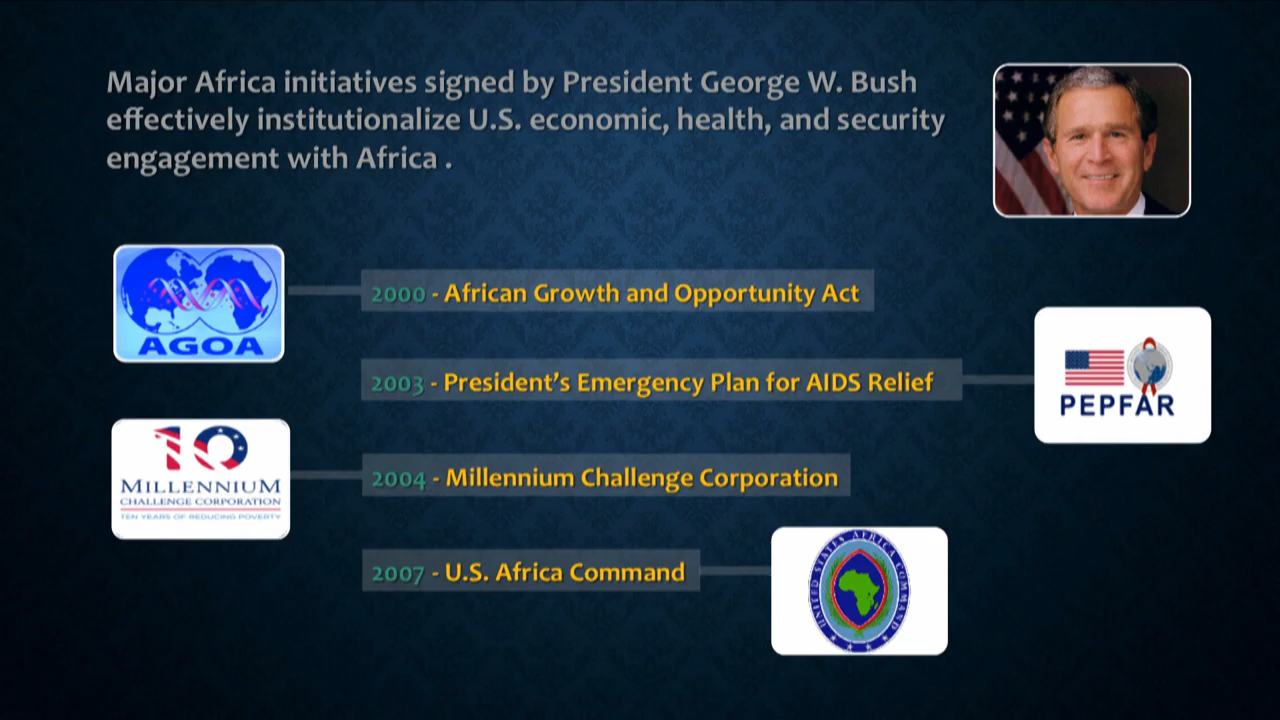 Major Africa initiatives signed by President George W. Bush
effectively institutionalize U.S. economic, health, and security
engagement with Africa .
AGOA
2000 - African Growth and Opportunity Act
2003 - President's Emergency Plan for AIDS Relief
PEPFAR
10
MILLENNIUM
CHALLENGE CORPORATION
TEN YEARS OF REDUCING POVERTY
2004 - Millennium Challenge Corporation
2007 - U.S. Africa Command
UNITED STATES AFRICA COMMAND